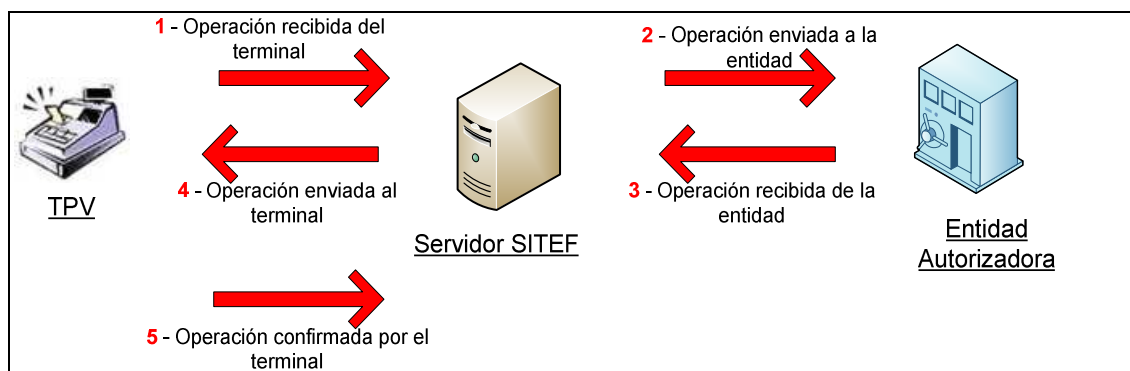 1 - Operación recibida del
terminal
2 - Operación enviada a la
entidad
4 - Operación enviada al
terminal
3 - Operación recibida de la
entidad
TPV
Servidor SITEF
Entidad
Autorizadora
5 - Operación confirmada por el
terminal